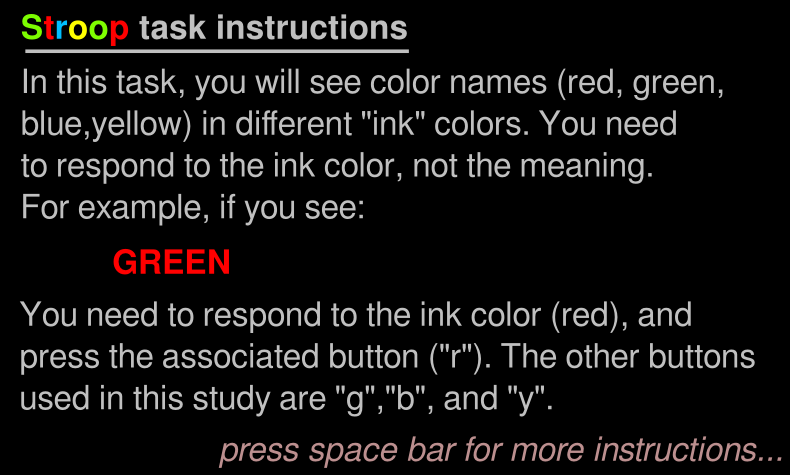 Stroop task instructions
In this task, you will see color names (red, green,
blue,yellow) in different "ink" colors. You need
to respond to the ink color, not the meaning.
For example, if you see:
GREEN
You need to respond to the ink color (red), and
press the associated button ("r"). The other buttons
used in this study are "g","b", and "y".
press space bar for more instructions...